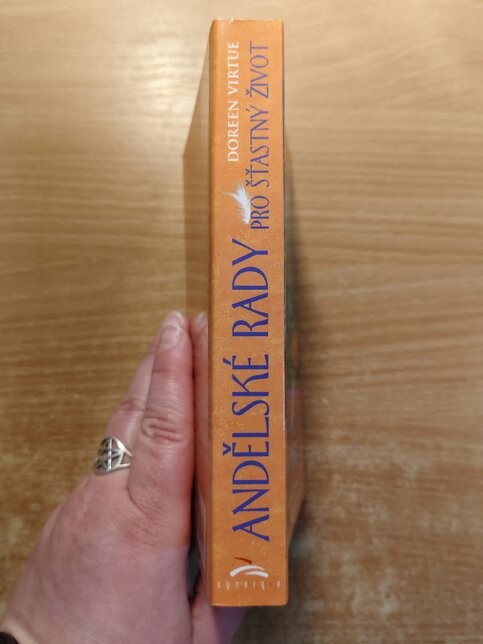 DOREEN VIRTUE
ANDĚLSKÉ RADY
PRO ŠŤASTNÝ ŽIVOT
synergie